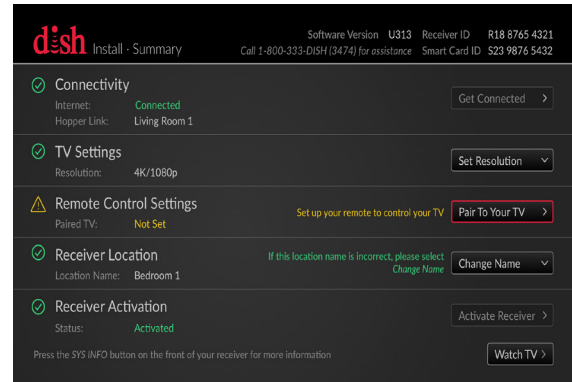 dish Install - Summary
Software Version U313 Receiver ID R18 8765 4321
Call 1-800-333-DISH (3474) for assistance Smart Card ID S23 9876 5432
Connectivity
Get Connected >
Internet: Connected
Hopper Link: Living Room 1
TV Settings
Set Resolution
Resolution: 4K/1080p
Remote Control Settings
Set up your remote to control your TV Pair To Your TV >
Paired TV: Not Set
Receiver Location
If this location name is incorrect, please select
Change Name
Change Name
Location Name: Bedroom 1
Receiver Activation
Activate Receiver >
Status: Activated
Press the SYS INFO button on the front of your receiver for more information
Watch TV >